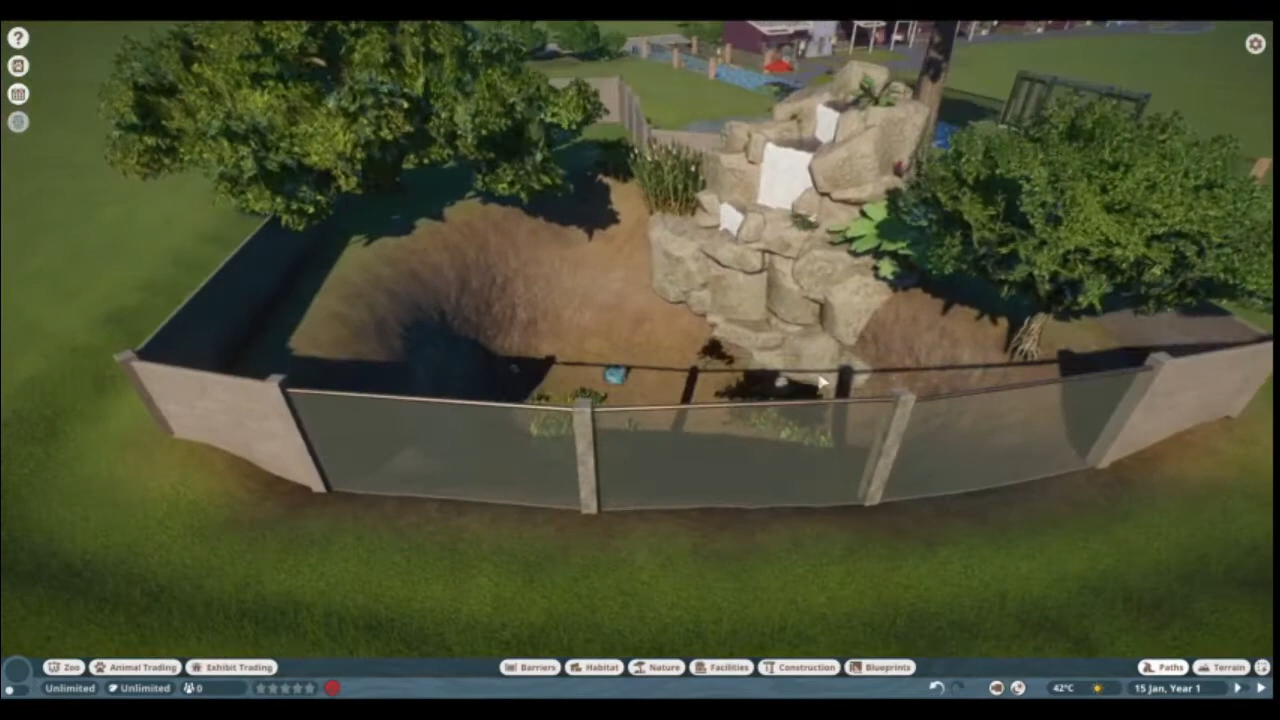 ?
Zoo Animal Trading Exhibit Trading Barriers Habitat Nature Facilities Construction Blueprints Paths Terrain
Unlimited Unlimited 0 42°C 15 Jan, Year 1